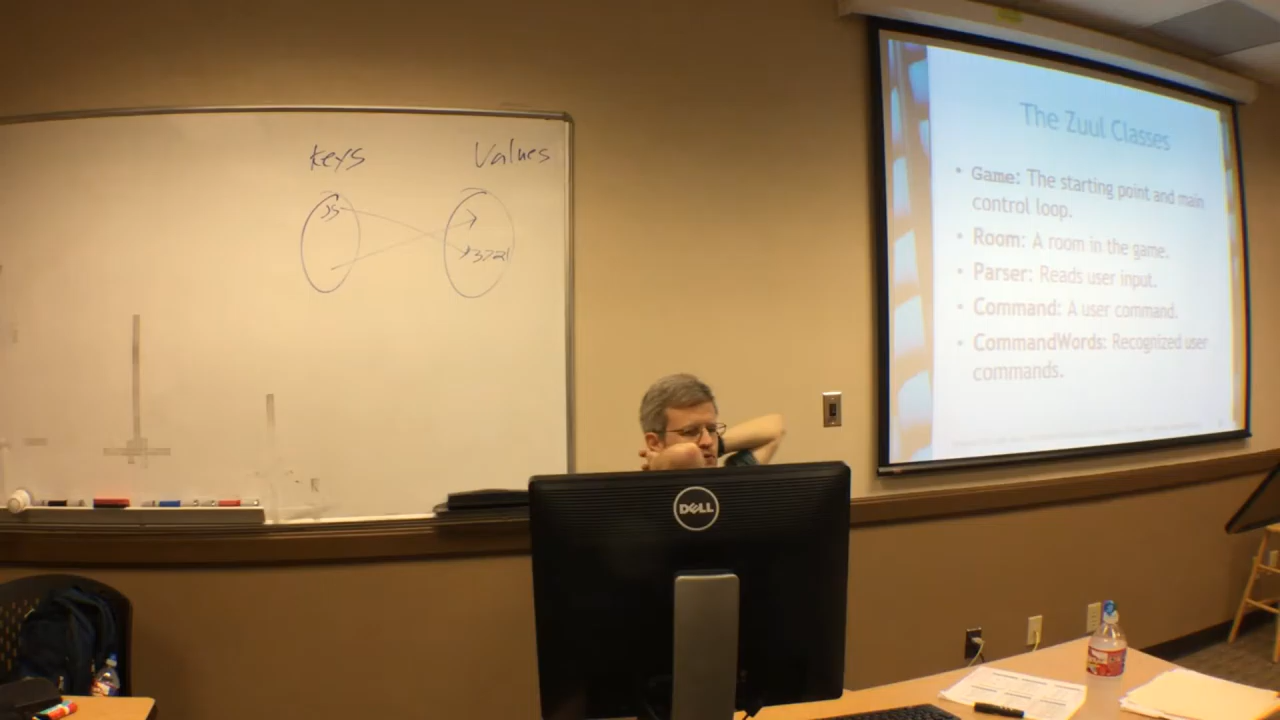 Keys Values
35
3721
The Zuul Classes
• Game: The starting point and main
control loop.
• Room: A room in the game.
• Parser: Reads user input.
• Command: A user command.
• CommandWords: Recognized user
commands.
DELL